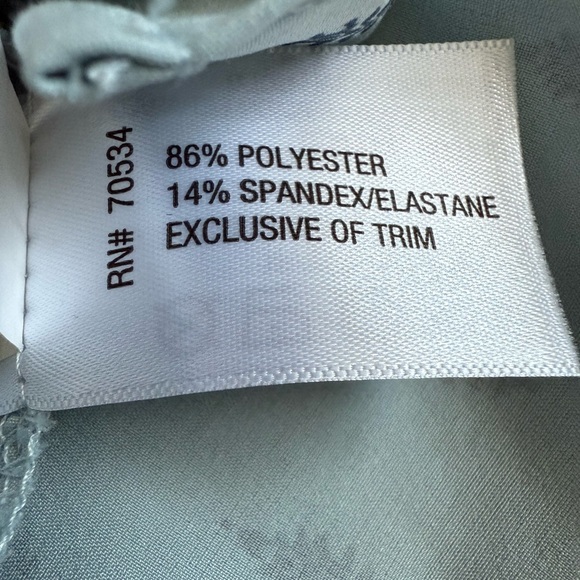 RN# 70534
86% POLYESTER
14% SPANDEX/ELASTANE
EXCLUSIVE OF TRIM